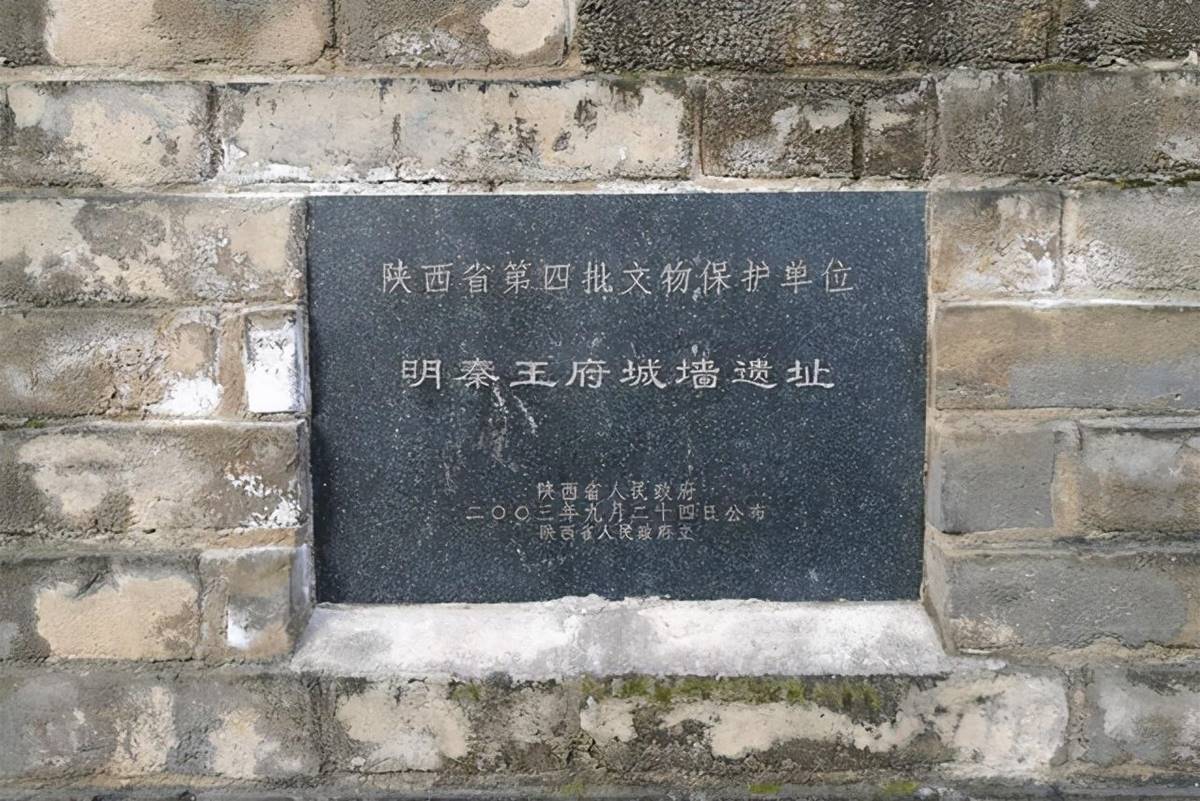 陕西省第四批文物保护单位
明秦王府城墙遗址
陕西省人民政府
二〇〇三年九月二十四日公布
陕西省人民政府立